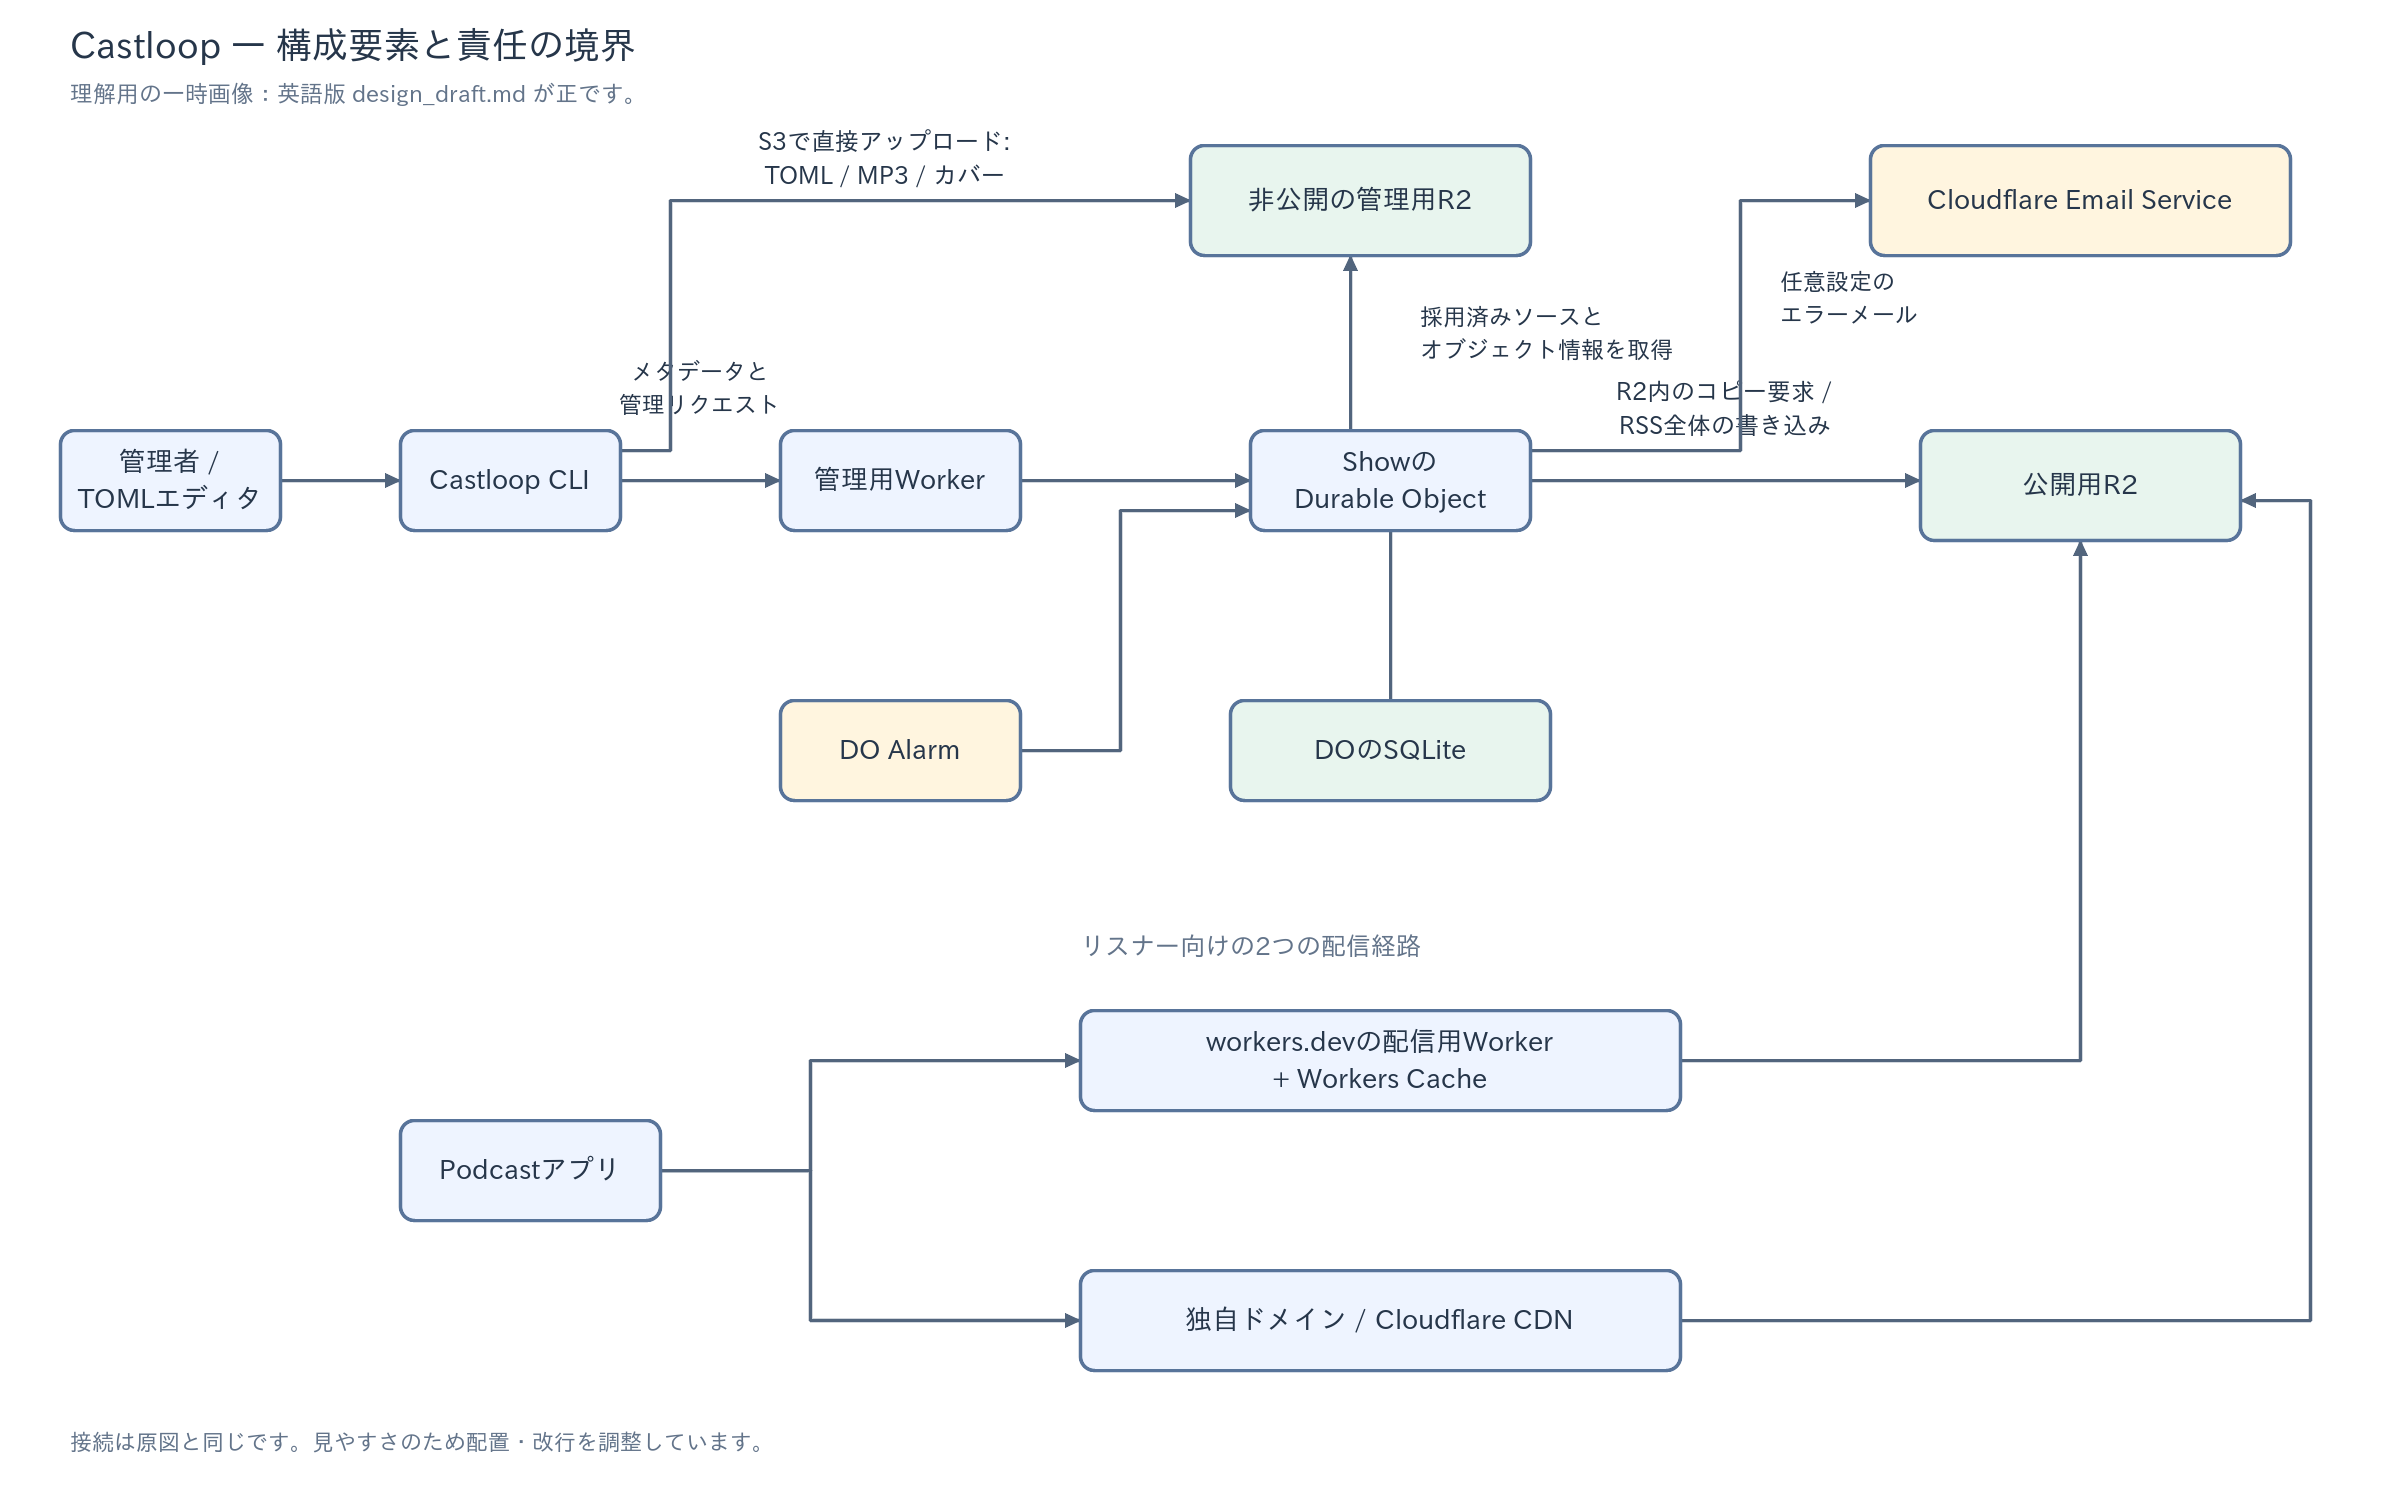 Castloop — 構成要素と責任の境界
理解用の一時画像：英語版 design_draft.md が正です。
S3で直接アップロード:
TOML / MP3 / カバー
非公開の管理用R2
Cloudflare Email Service
任意設定の
エラーメール
採用済みソースと
オブジェクト情報を取得
メタデータと
管理リクエスト
R2内のコピー要求 /
RSS全体の書き込み
管理者 /
TOMLエディタ
Castloop CLI
管理用Worker
Showの
Durable Object
公開用R2
DO Alarm
DOのSQLite
リスナー向けの2つの配信経路
workers.devの配信用Worker
+ Workers Cache
Podcastアプリ
独自ドメイン / Cloudflare CDN
接続は原図と同じです。見やすさのため配置・改行を調整しています。